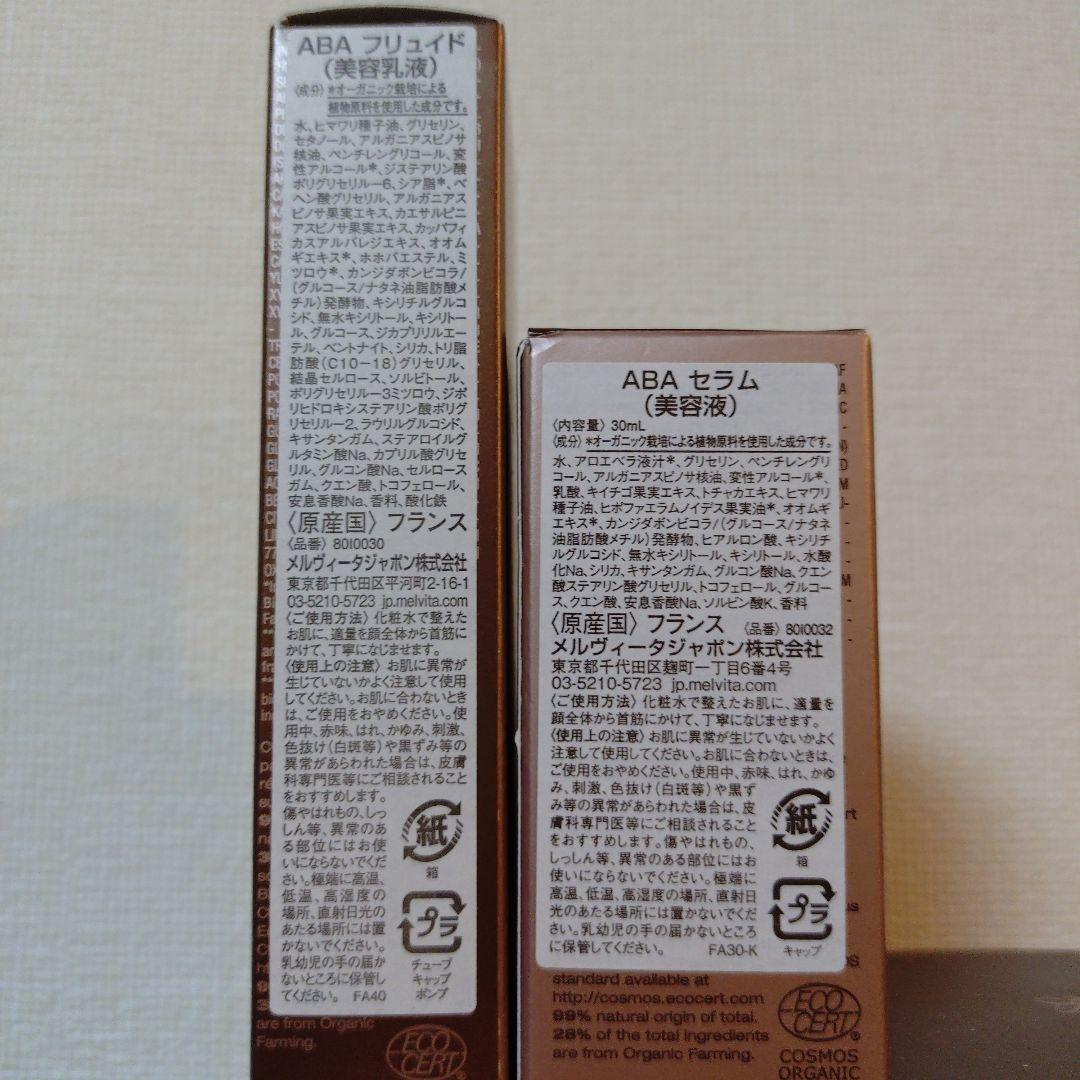 ABA フリュイド
（美容乳液）
〈成分〉*オーガニック栽培による
植物原料を使用した成分です。
水、ヒマワリ種子油、グリセリン、
セタノール、アルガニアスピノサ
核油、ペンチレングリコール、変
性アルコール*、ジステアリン酸
ポリグリセリル－6、シア脂*、ベ
ヘン酸グリセリル、アルガニアス
ピノサ果実エキス、カエサルピニ
アスピノサ果実エキス、カッパフィ
カスアルバレジエキス、オオム
ギエキス*、ホホバエステル、ミ
ツロウ*、カンジダボンビコラ/
(グルコース/ナタネ油脂肪酸メ
チル)発酵物、キシリチルグルコ
シド、無水キシリトール、キシリトー
ル、グルコース、ジカプリリルエー
テル、ベントナイト、シリカ、トリ脂
肪酸(C10－18)グリセリル、
結晶セルロース、ソルビトール、
ポリグリセリル－3ミツロウ、ジポ
リヒドロキシステアリン酸ポリグ
リセリル－2、ラウリルグルコシド、
キサンタンガム、ステアロイルグ
ルタミン酸Na、カプリル酸グリセ
リル、グルコン酸Na、セルロース
ガム、クエン酸、トコフェロール、
安息香酸Na、香料、酸化鉄
〈原産国〉フランス
〈品番〉80I0030
メルヴィータジャポン株式会社
東京都千代田区平河町2-16-1
03-5210-5723 jp.melvita.com
〈ご使用方法〉化粧水で整えた
お肌に、適量を顔全体から首筋に
かけて、丁寧になじませます。
〈使用上の注意〉お肌に異常が
生じていないかよく注意して使用
してください。お肌に合わないとき
は、ご使用をおやめください。使
用中、赤味、はれ、かゆみ、刺激、
色抜け(白斑等)や黒ずみ等の
異常があらわれた場合は、皮膚
科専門医等にご相談されること
をおすすめします。
傷やはれもの、しっ
しん等、異常のあ
る部位にはお使
いにならないでくだ
さい。極端に高温、
低温、高湿度の
場所、直射日光の
あたる場所には置
かないでください。
乳幼児の手の届か
ないところに保管し
てください。 FA40
紙
箱
プラ
チューブ
キャップ
ポンプ
are from Organic
Farming.
ECO
CERT
ABA セラム
（美容液）
〈内容量〉30mL
〈成分〉*オーガニック栽培による植物原料を使用した成分です。
水、アロエベラ液汁*、グリセリン、ペンチレングリ
コール、アルガニアスピノサ核油、変性アルコール*、
乳酸、キイチゴ果実エキス、トチャカエキス、ヒマワリ
種子油、ヒポファエラムノイデス果実油*、オオムギ
エキス*、カンジダボンビコラ/(グルコース/ナタネ
油脂肪酸メチル)発酵物、ヒアルロン酸、キシリチ
ルグルコシド、無水キシリトール、キシリトール、水酸
化Na、シリカ、キサンタンガム、グルコン酸Na、クエン
酸ステアリン酸グリセリル、トコフェロール、グルコー
ス、クエン酸、安息香酸Na、ソルビン酸K、香料
〈原産国〉フランス 〈品番〉80I0032
メルヴィータジャポン株式会社
東京都千代田区麹町一丁目6番4号
03-5210-5723 jp.melvita.com
〈ご使用方法〉化粧水で整えたお肌に、適量を
顔全体から首筋にかけて、丁寧になじませます。
〈使用上の注意〉お肌に異常が生じていないかよく
注意して使用してください。お肌に合わないときは、
ご使用をおやめください。使用中、赤味、はれ、かゆ
み、刺激、色抜け(白斑等)や黒ず
み等の異常があらわれた場合は、皮
膚科専門医等にご相談されること
をおすすめします。傷やはれもの、
しっしん等、異常のある部位にはお
使いにならないでください。極端に
高温、低温、高湿度の場所、直射日
光のあたる場所には置かないでくだ
さい。乳幼児の手の届かないところ
に保管してください。 FA30-K
紙
箱
プラ
キャップ
standard available at
http://cosmos.ecocert.com
99% natural origin of total.
28% of the total ingredients
are from Organic Farming.
ECO
CERT
COSMOS
ORGANIC